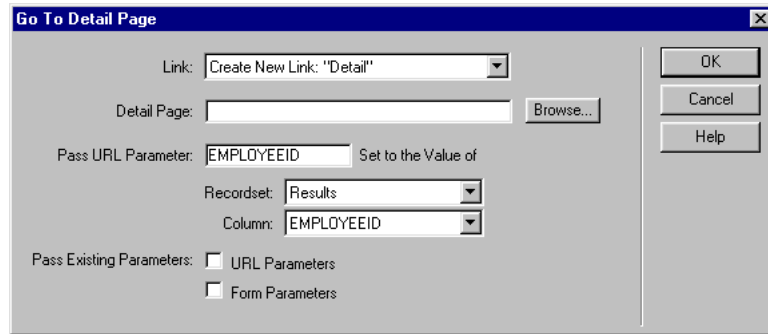 Go To Detail Page
Link: Create New Link: "Detail"
OK
Detail Page: Browse...
Cancel
Help
Pass URL Parameter: EMPLOYEEID Set to the Value of
Recordset: Results
Column: EMPLOYEEID
Pass Existing Parameters: URL Parameters
Form Parameters